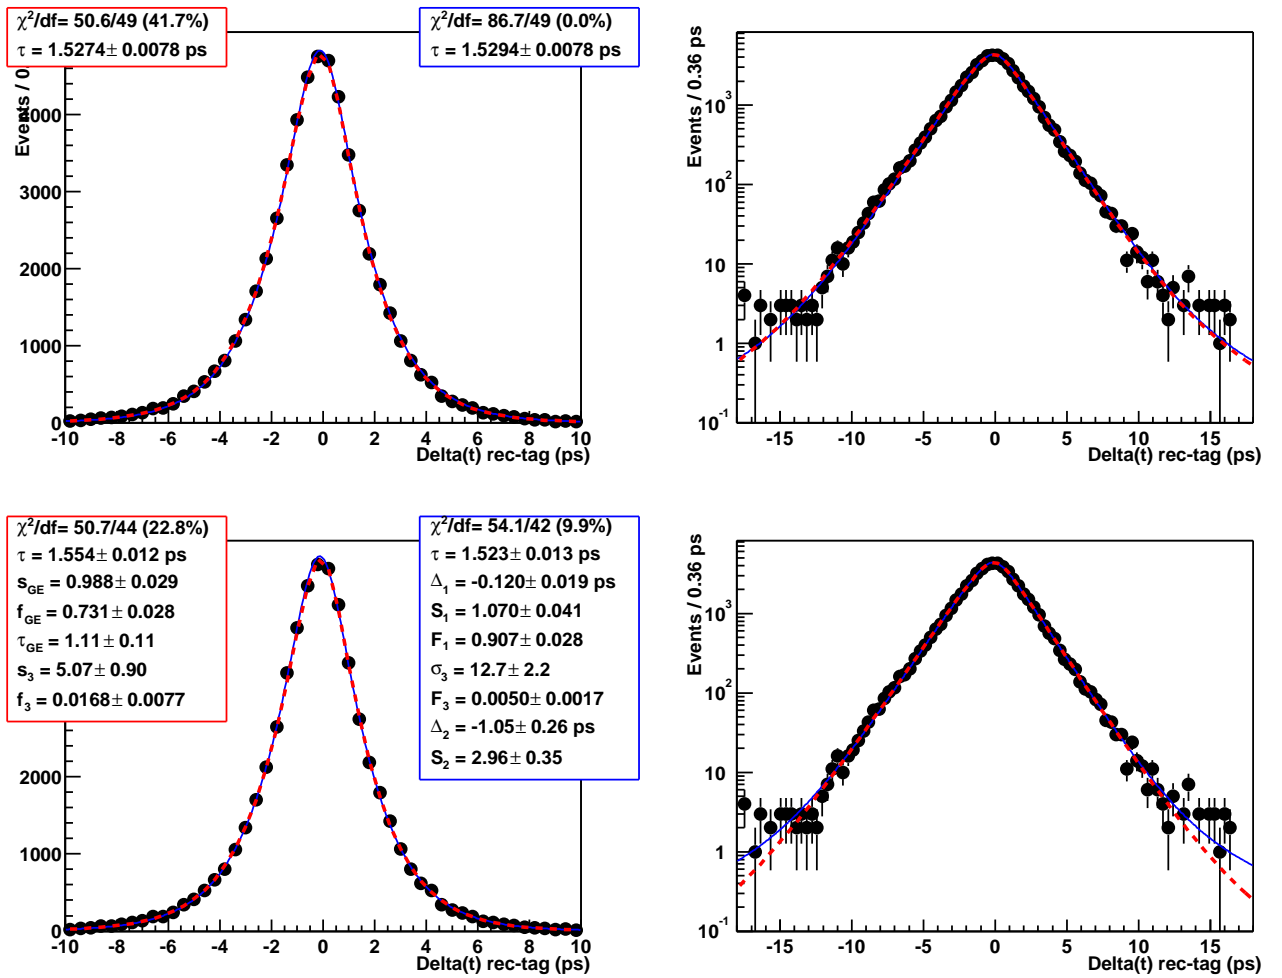 χ²/df= 50.6/49 (41.7%)
τ = 1.5274± 0.0078 ps
χ²/df= 86.7/49 (0.0%)
τ = 1.5294± 0.0078 ps
Events / 0
4000
3000
2000
1000
0
-10 -8 -6 -4 -2 0 2 4 6 8 10
Delta(t) rec-tag (ps)
Events / 0.36 ps
10³
10²
10
1
10⁻¹
-15 -10 -5 0 5 10 15
Delta(t) rec-tag (ps)
χ²/df= 50.7/44 (22.8%)
τ = 1.554± 0.012 ps
s_GE = 0.988± 0.029
f_GE = 0.731± 0.028
τ_GE = 1.11± 0.11
s₃ = 5.07± 0.90
f₃ = 0.0168± 0.0077
χ²/df= 54.1/42 (9.9%)
τ = 1.523± 0.013 ps
Δ₁ = -0.120± 0.019 ps
S₁ = 1.070± 0.041
F₁ = 0.907± 0.028
σ₃ = 12.7± 2.2
F₃ = 0.0050± 0.0017
Δ₂ = -1.05± 0.26 ps
S₂ = 2.96± 0.35
2000
1000
0
-10 -8 -6 -4 -2 0 2 4 6 8 10
Delta(t) rec-tag (ps)
Events / 0.36 ps
10³
10²
10
1
10⁻¹
-15 -10 -5 0 5 10 15
Delta(t) rec-tag (ps)